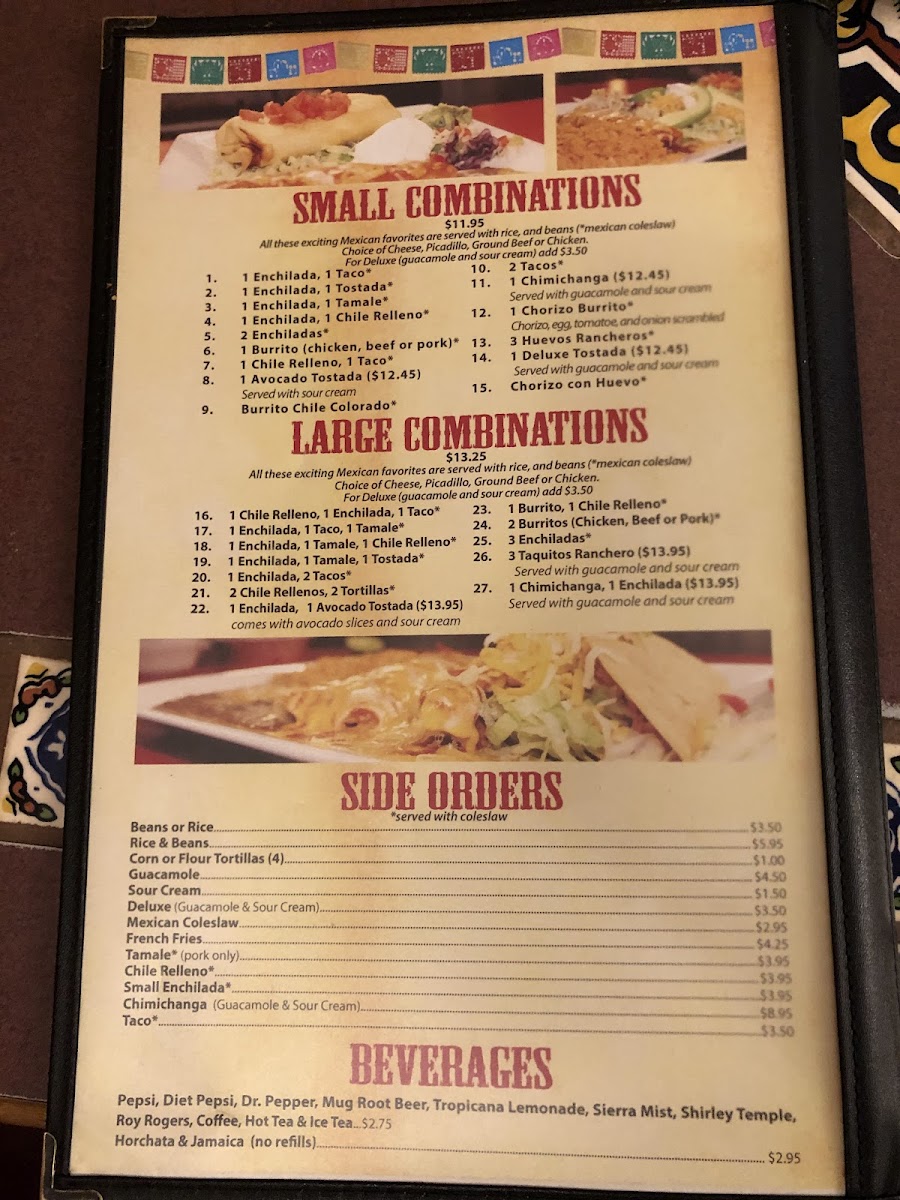 SMALL COMBINATIONS
$11.95
All these exciting Mexican favorites are served with rice, and beans (*mexican coleslaw)
Choice of Cheese, Picadillo, Ground Beef or Chicken.
For Deluxe (guacamole and sour cream) add $3.50
1. 1 Enchilada, 1 Taco*
2. 1 Enchilada, 1 Tostada*
3. 1 Enchilada, 1 Tamale*
4. 1 Enchilada, 1 Chile Relleno*
5. 2 Enchiladas*
6. 1 Burrito (chicken, beef or pork)*
7. 1 Chile Relleno, 1 Taco*
8. 1 Avocado Tostada ($12.45)
Served with sour cream
9. Burrito Chile Colorado*
10. 2 Tacos*
11. 1 Chimichanga ($12.45)
Served with guacamole and sour cream
12. 1 Chorizo Burrito*
Chorizo, egg, tomatoe, and onion scrambled
13. 3 Huevos Rancheros*
14. 1 Deluxe Tostada ($12.45)
Served with guacamole and sour cream
15. Chorizo con Huevo*
LARGE COMBINATIONS
$13.25
All these exciting Mexican favorites are served with rice, and beans (*mexican coleslaw)
Choice of Cheese, Picadillo, Ground Beef or Chicken.
For Deluxe (guacamole and sour cream) add $3.50
16. 1 Chile Relleno, 1 Enchilada, 1 Taco*
17. 1 Enchilada, 1 Taco, 1 Tamale*
18. 1 Enchilada, 1 Tamale, 1 Chile Relleno*
19. 1 Enchilada, 1 Tamale, 1 Tostada*
20. 1 Enchilada, 2 Tacos*
21. 2 Chile Rellenos, 2 Tortillas*
22. 1 Enchilada, 1 Avocado Tostada ($13.95)
comes with avocado slices and sour cream
23. 1 Burrito, 1 Chile Relleno*
24. 2 Burritos (Chicken, Beef or Pork)*
25. 3 Enchiladas*
26. 3 Taquitos Ranchero ($13.95)
Served with guacamole and sour cream
27. 1 Chimichanga, 1 Enchilada ($13.95)
Served with guacamole and sour cream
SIDE ORDERS
*served with coleslaw
Beans or Rice $3.50
Rice & Beans $5.95
Corn or Flour Tortillas (4) $1.00
Guacamole $4.50
Sour Cream $1.50
Deluxe (Guacamole & Sour Cream) $3.50
Mexican Coleslaw $2.95
French Fries $4.25
Tamale* (pork only) $3.95
Chile Relleno* $3.95
Small Enchilada* $3.95
Chimichanga (Guacamole & Sour Cream) $8.95
Taco* $3.50
BEVERAGES
Pepsi, Diet Pepsi, Dr. Pepper, Mug Root Beer, Tropicana Lemonade, Sierra Mist, Shirley Temple,
Roy Rogers, Coffee, Hot Tea & Ice Tea...$2.75
Horchata & Jamaica (no refills) $2.95